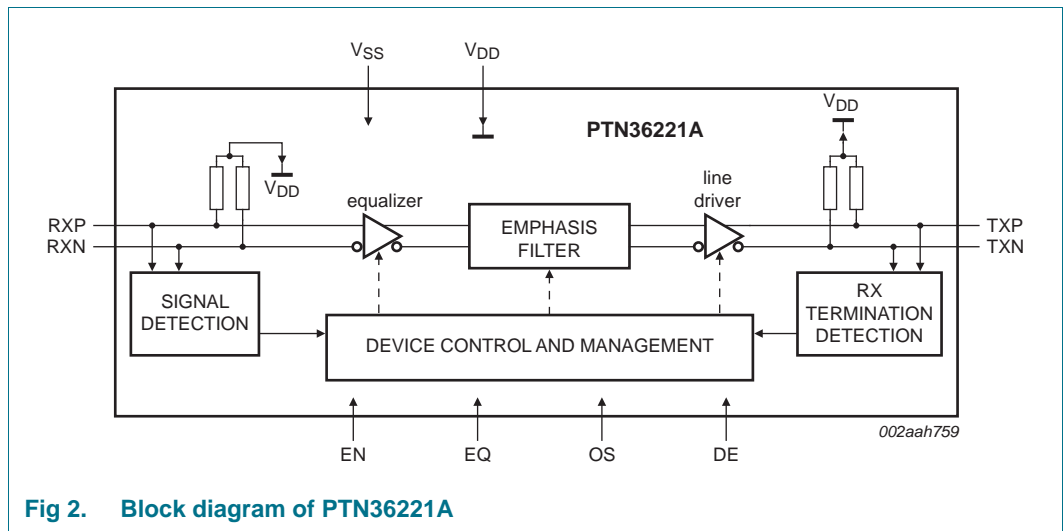 VSS
VDD
PTN36221A
VDD
VDD
line
driver
equalizer
RXP
RXN
EMPHASIS
FILTER
TXP
TXN
SIGNAL
DETECTION
RX
TERMINATION
DETECTION
DEVICE CONTROL AND MANAGEMENT
002aah759
EN
EQ
OS
DE
Fig 2. Block diagram of PTN36221A